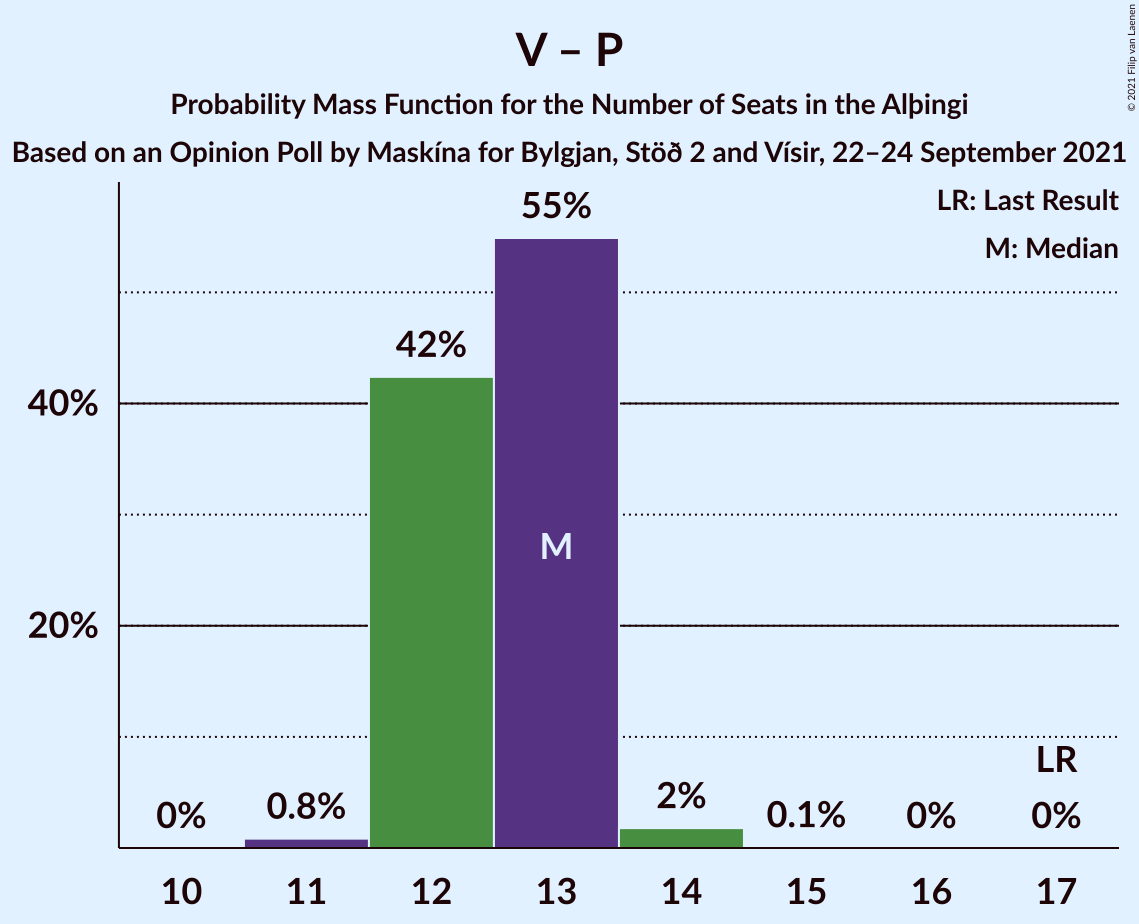 V – P
Probability Mass Function for the Number of Seats in the Alþingi
Based on an Opinion Poll by Maskína for Bylgjan, Stöð 2 and Vísir, 22–24 September 2021
© 2021 Filip van Laenen
LR: Last Result
M: Median
55%
42%
40%
M
20%
LR
0%
0.8%
2%
0.1%
0%
0%
10 11 12 13 14 15 16 17